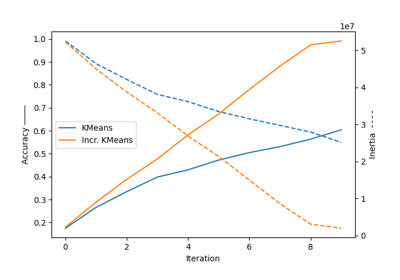 1e7
1.0
0.9
0.8
0.7
0.6
0.5
0.4
0.3
0.2
Accuracy ——
KMeans
Incr. KMeans
5
4
3
2
1
0
Inertia ----
0 2 4 6 8
Iteration